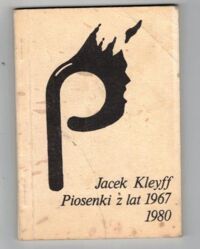 Jacek Kleyff
Piosenki z lat 1967
1980